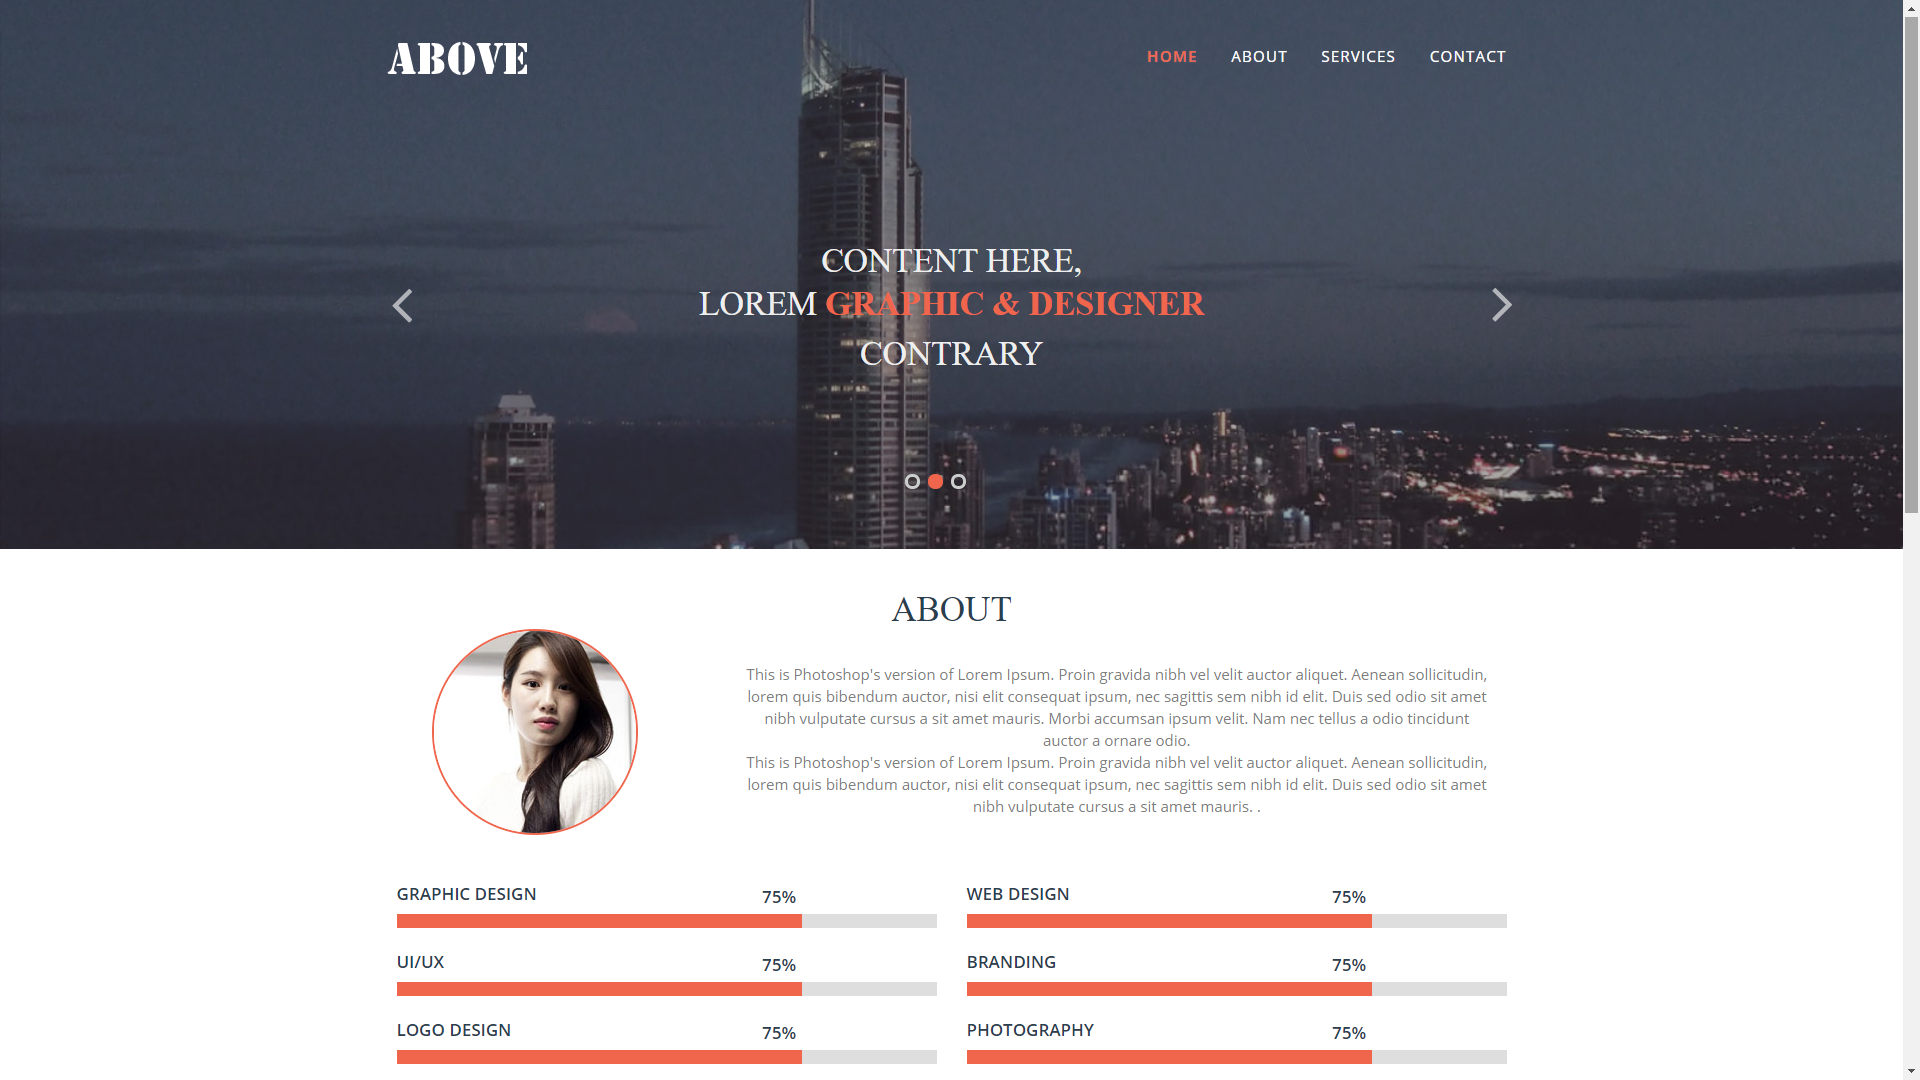 ABOVE
HOME ABOUT SERVICES CONTACT
CONTENT HERE,
LOREM GRAPHIC & DESIGNER
CONTRARY
ABOUT
This is Photoshop's version of Lorem Ipsum. Proin gravida nibh vel velit auctor aliquet. Aenean sollicitudin,
lorem quis bibendum auctor, nisi elit consequat ipsum, nec sagittis sem nibh id elit. Duis sed odio sit amet
nibh vulputate cursus a sit amet mauris. Morbi accumsan ipsum velit. Nam nec tellus a odio tincidunt
auctor a ornare odio.
This is Photoshop's version of Lorem Ipsum. Proin gravida nibh vel velit auctor aliquet. Aenean sollicitudin,
lorem quis bibendum auctor, nisi elit consequat ipsum, nec sagittis sem nibh id elit. Duis sed odio sit amet
nibh vulputate cursus a sit amet mauris. .
GRAPHIC DESIGN 75%
WEB DESIGN 75%
UI/UX 75%
BRANDING 75%
LOGO DESIGN 75%
PHOTOGRAPHY 75%